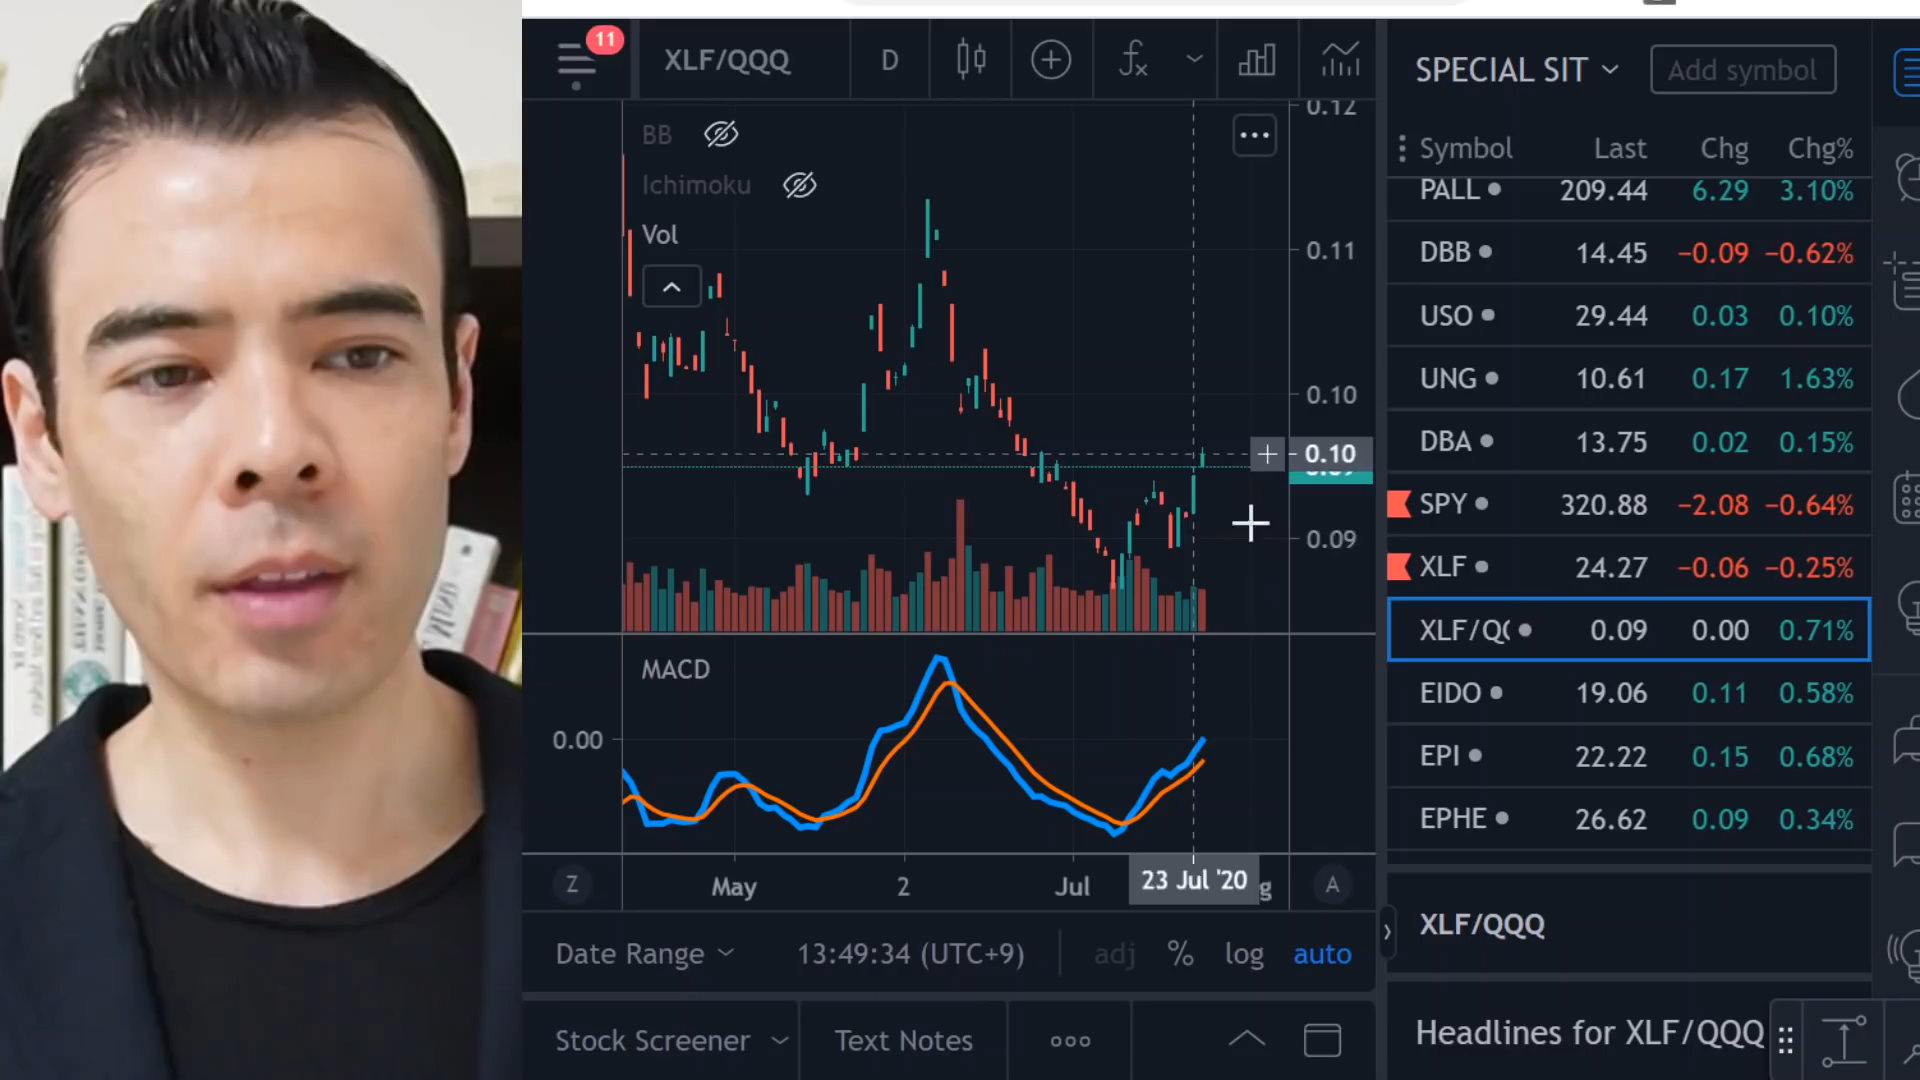 11
XLF/QQQ
D
SPECIAL SIT
Add symbol
BB
Ichimoku
Vol
0.12
0.11
0.10
0.10
0.09
Symbol Last Chg Chg%
PALL 209.44 6.29 3.10%
DBB 14.45 −0.09 −0.62%
USO 29.44 0.03 0.10%
UNG 10.61 0.17 1.63%
DBA 13.75 0.02 0.15%
SPY 320.88 −2.08 −0.64%
XLF 24.27 −0.06 −0.25%
XLF/Q 0.09 0.00 0.71%
EIDO 19.06 0.11 0.58%
EPI 22.22 0.15 0.68%
EPHE 26.62 0.09 0.34%
MACD
0.00
Z
May
2
Jul
23 Jul '20
g
A
Date Range
13:49:34 (UTC+9)
adj
%
log
auto
XLF/QQQ
Stock Screener
Text Notes
Headlines for XLF/QQQ